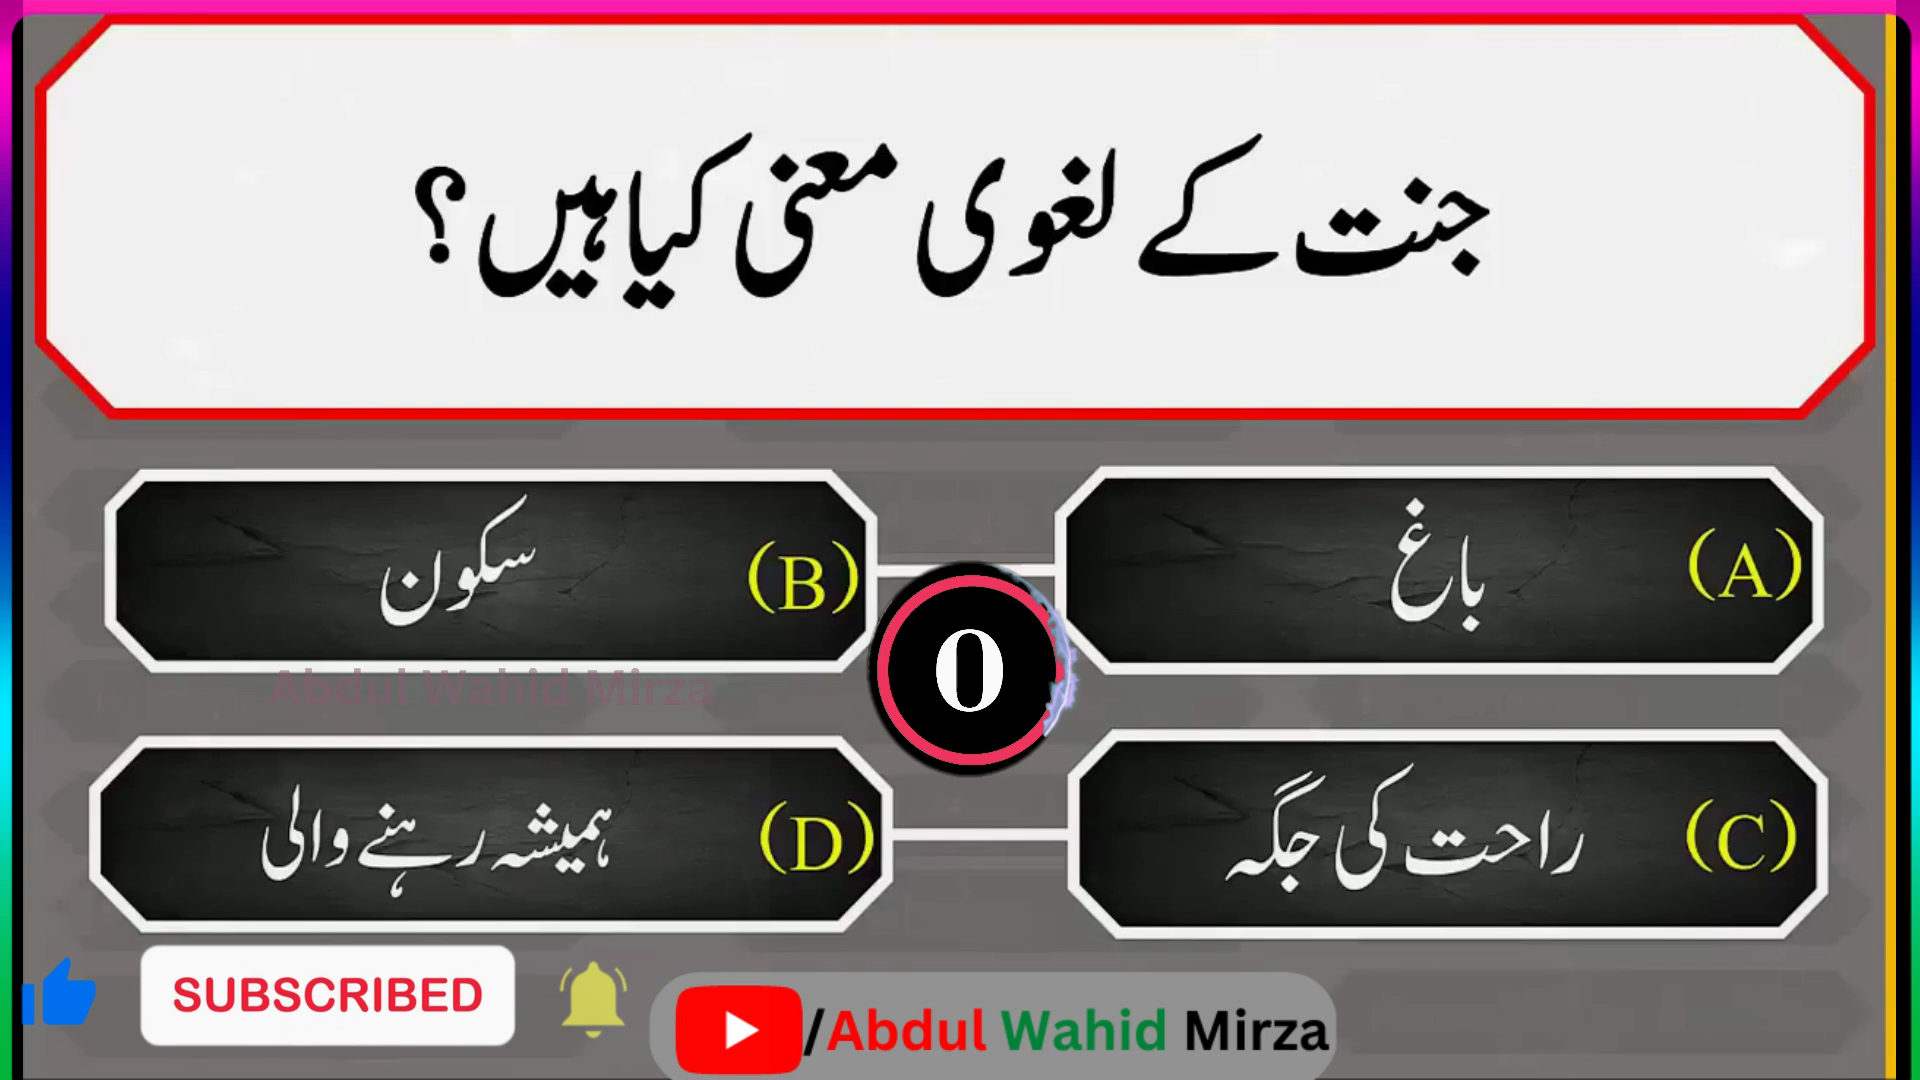 جنت کے لغوی معنی کیا ہیں؟
(A) باغ
(B) سکون
0
Abdul Wahid Mirza
(C) راحت کی جگہ
(D) ہمیشہ رہنے والی
SUBSCRIBED
/Abdul Wahid Mirza